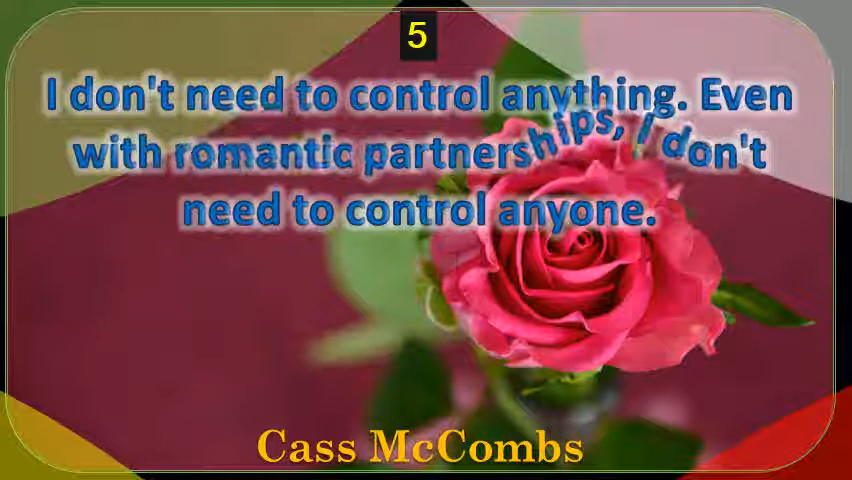 5
I don't need to control anything. Even
with romantic partnerships, I don't
need to control anyone.
Cass McCombs